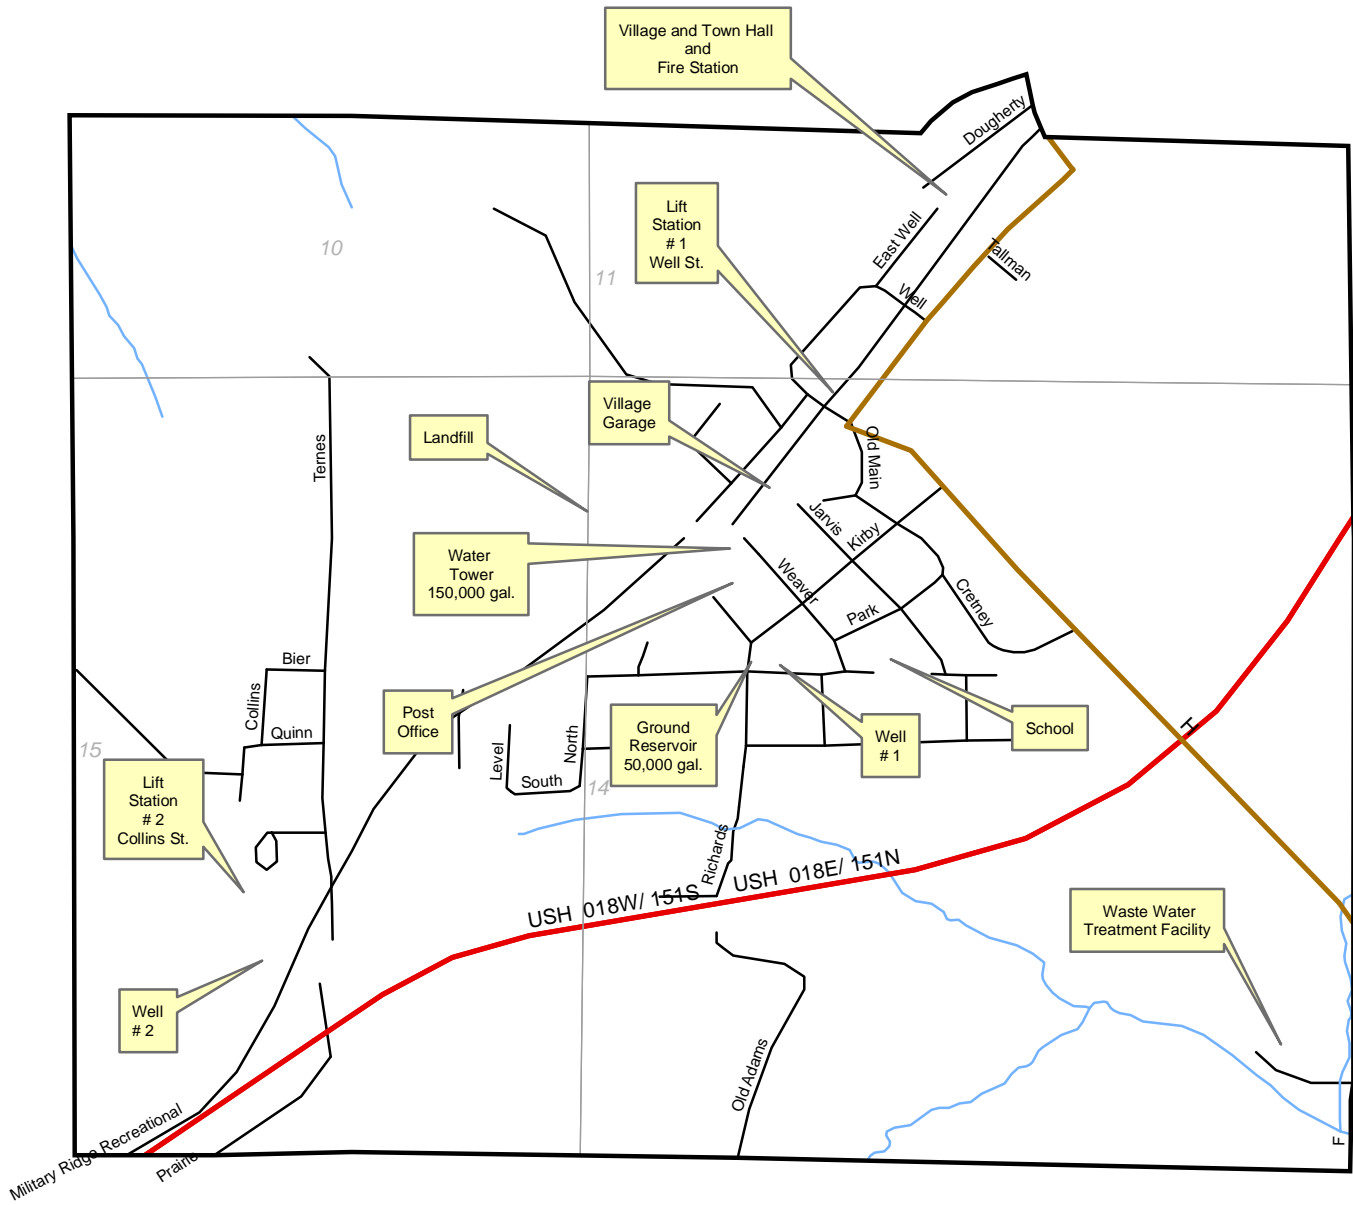 Village and Town Hall
and
Fire Station
Dougherty
Lift
Station
# 1
Well St.
East Well
Tallman
10
11
Well
Village
Garage
Landfill
Old Main
Ternes
Jarvis
Kirby
Water
Tower
150,000 gal.
Weaver
Park
Cretney
Bier
Collins
Quinn
Post
Office
North
Level
South
Ground
Reservoir
50,000 gal.
Well
# 1
School
H
15
14
Lift
Station
# 2
Collins St.
Richards
USH 018W/ 151S
USH 018E/ 151N
Waste Water
Treatment Facility
Well
# 2
Old Adams
Military Ridge Recreational
Prairie
F